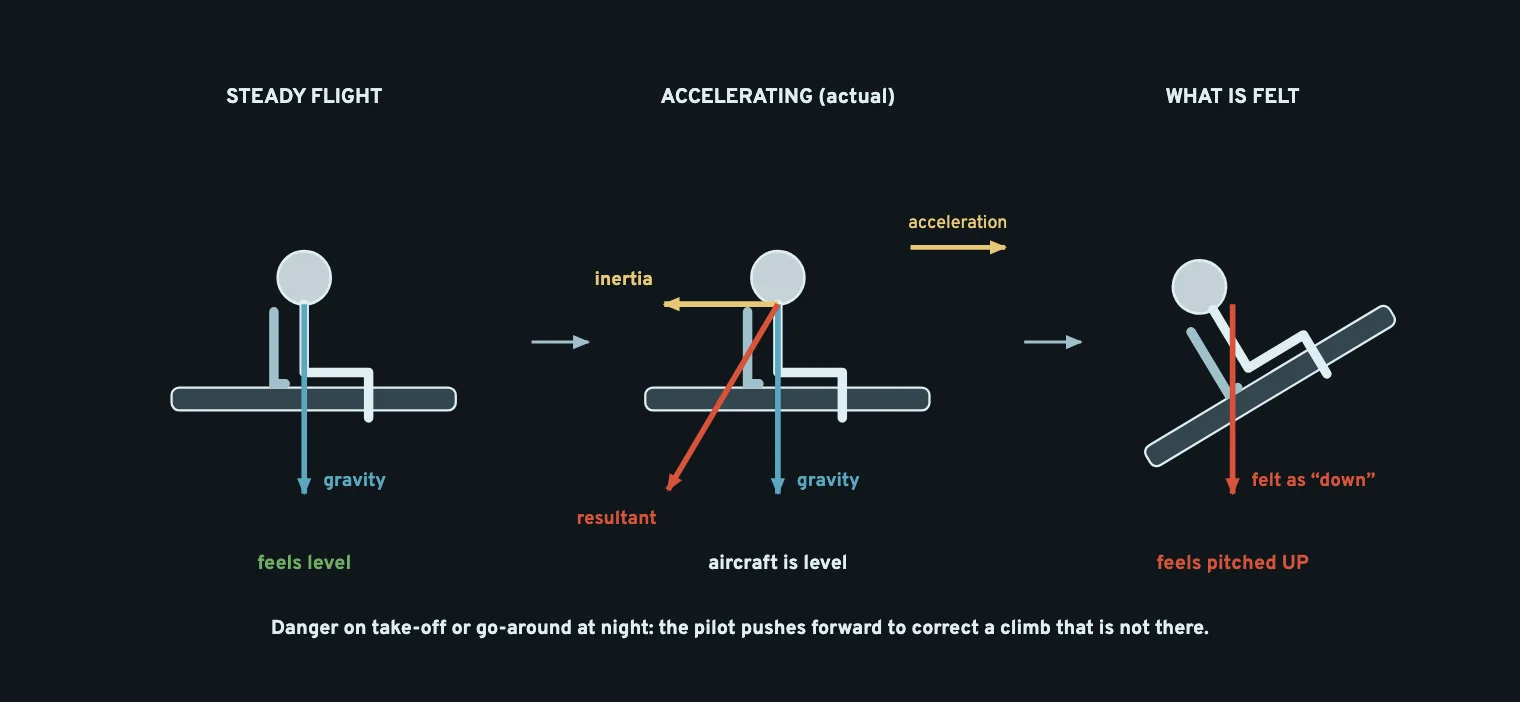 STEADY FLIGHT
ACCELERATING (actual)
WHAT IS FELT
acceleration
inertia
gravity
gravity
felt as “down”
resultant
feels level
aircraft is level
feels pitched UP
Danger on take-off or go-around at night: the pilot pushes forward to correct a climb that is not there.